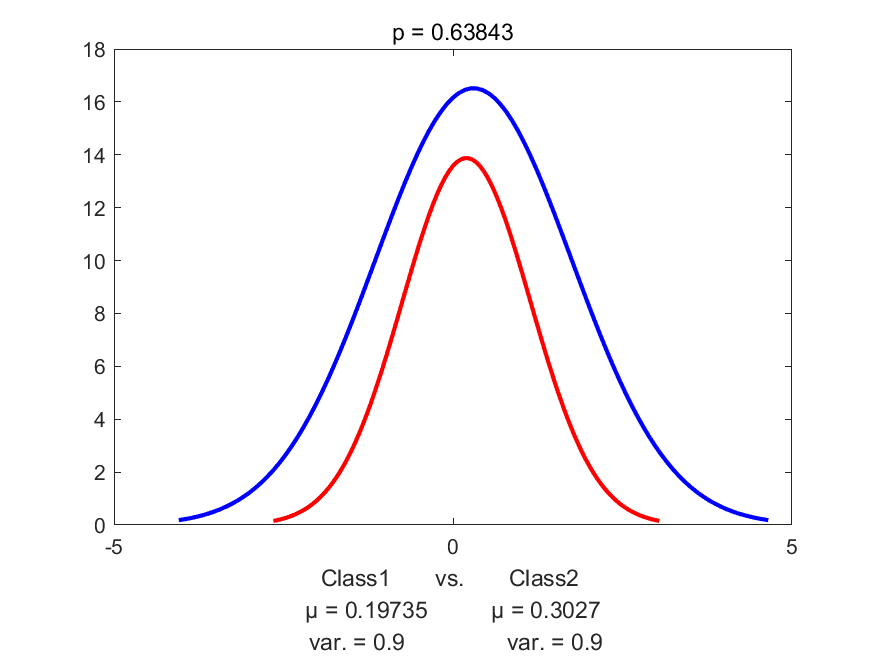 p = 0.63843
18
16
14
12
10
8
6
4
2
0
-5 0 5
Class1 vs. Class2
μ = 0.19735 μ = 0.3027
var. = 0.9 var. = 0.9